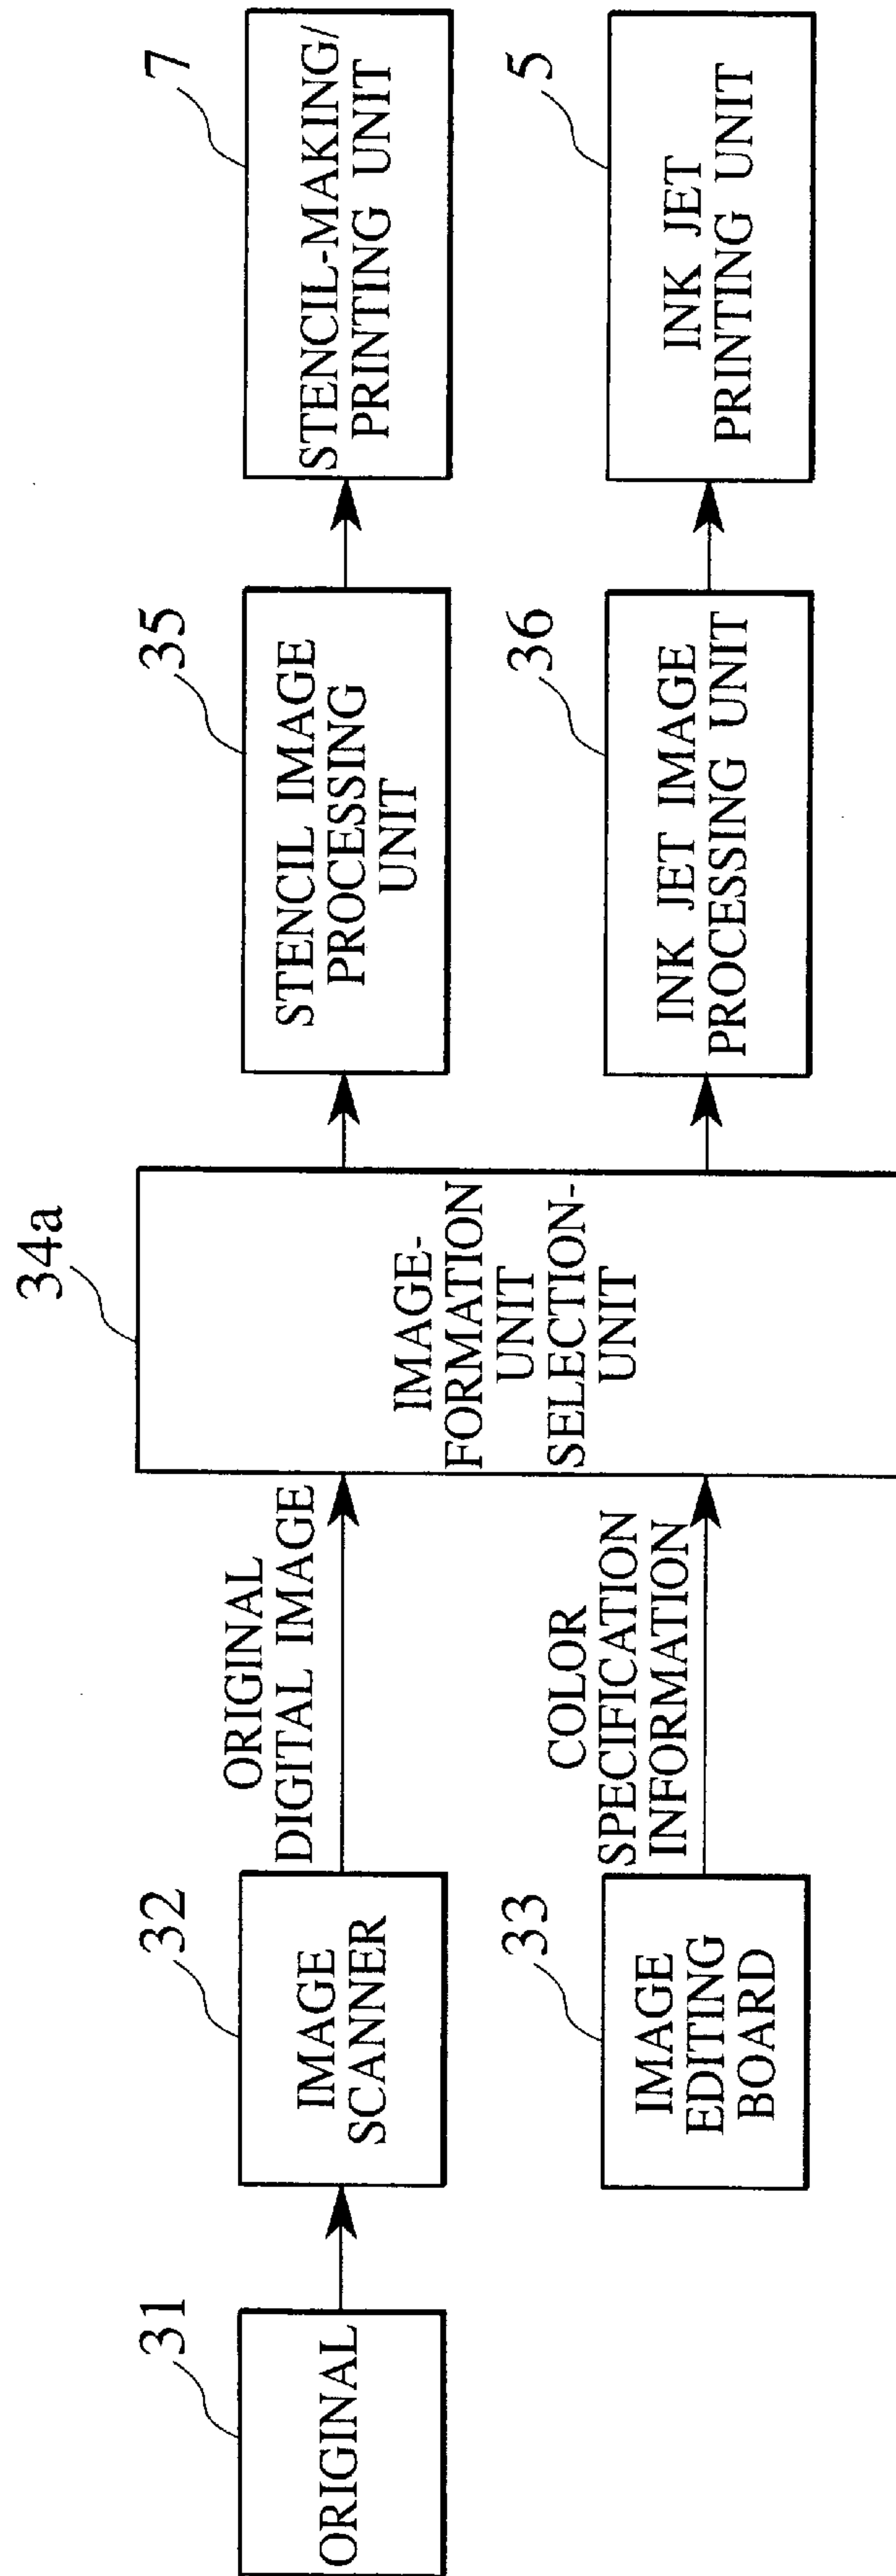 31
ORIGINAL
32
IMAGE
SCANNER
ORIGINAL
DIGITAL IMAGE
33
IMAGE
EDITING
BOARD
COLOR
SPECIFICATION
INFORMATION
34a
IMAGE-
FORMATION
UNIT
SELECTION-
UNIT
35
STENCIL IMAGE
PROCESSING
UNIT
7
STENCIL-MAKING/
PRINTING UNIT
36
INK JET IMAGE
PROCESSING UNIT
5
INK JET
PRINTING UNIT